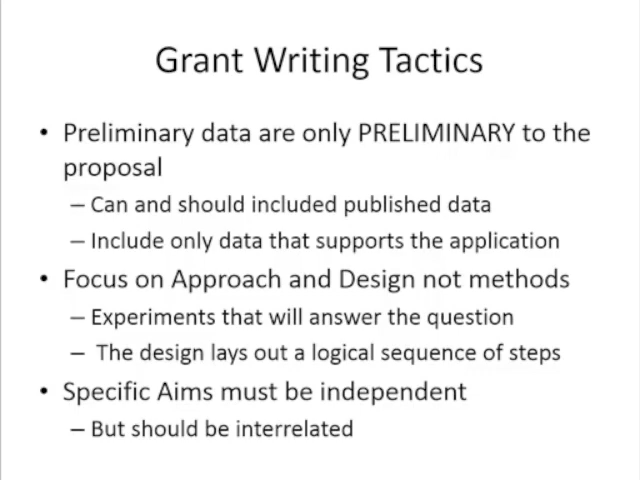 Grant Writing Tactics
• Preliminary data are only PRELIMINARY to the
proposal
– Can and should included published data
– Include only data that supports the application
• Focus on Approach and Design not methods
– Experiments that will answer the question
– The design lays out a logical sequence of steps
• Specific Aims must be independent
– But should be interrelated